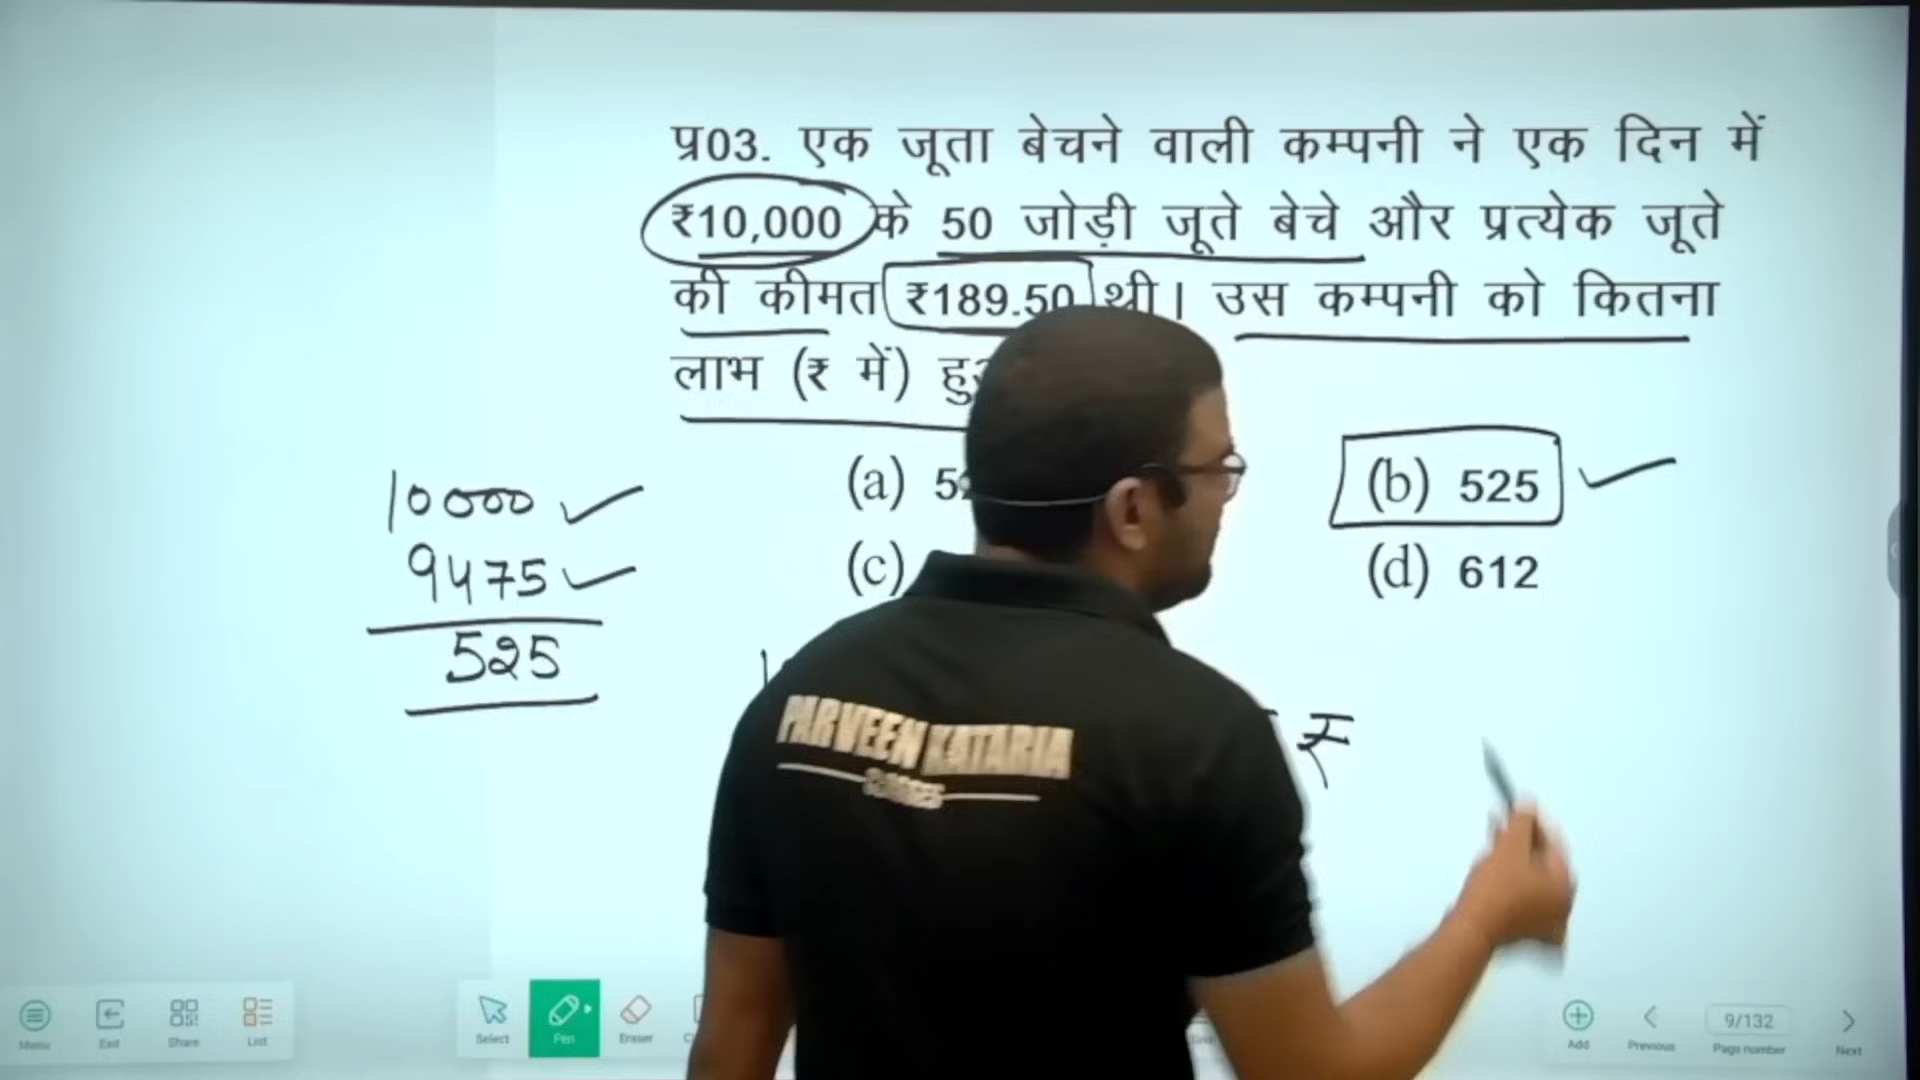 प्र03. एक जूता बेचने वाली कम्पनी ने एक दिन में
₹10,000 के 50 जोड़ी जूते बेचे और प्रत्येक जूते
की कीमत ₹189.50 थी। उस कम्पनी को कितना
लाभ (₹ में)
(a)
(b) 525
(c)
(d) 612
10000
9475
525
₹
PARVEEN KATARIA
Menu Exit Share List
Select Pen Eraser
Add Previous 9/132 Page number Next